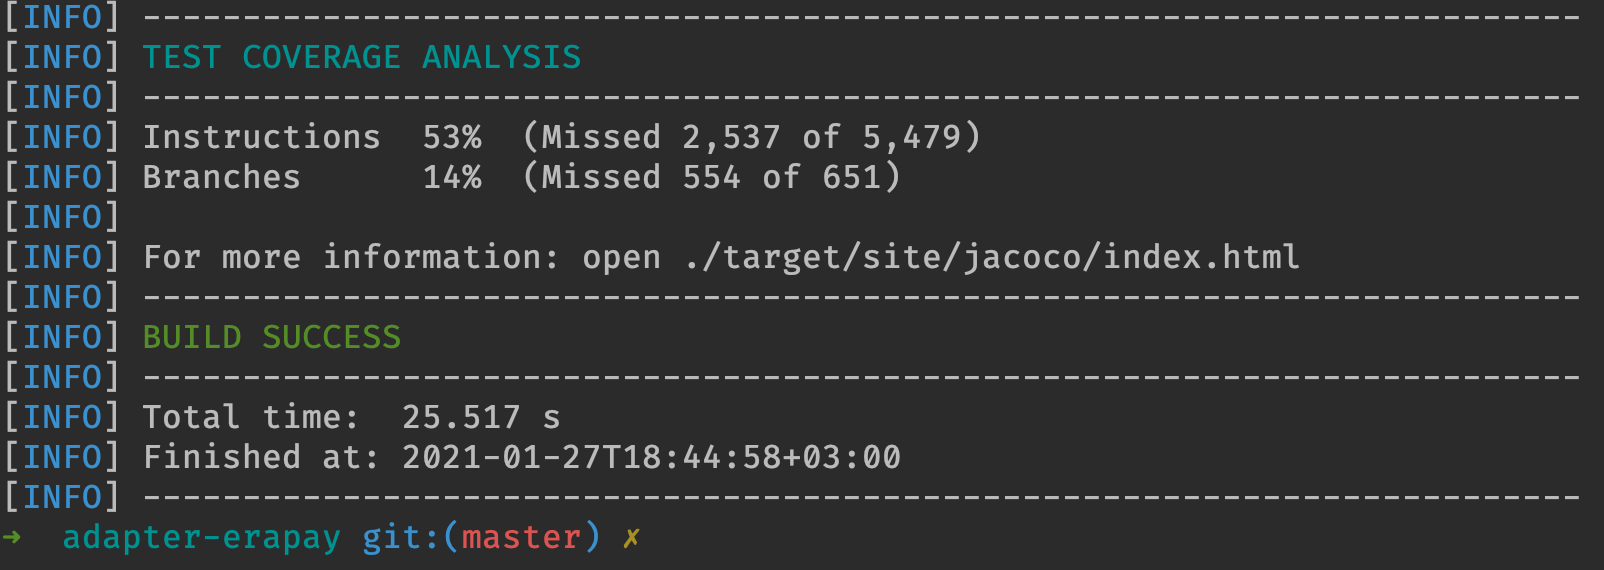 [INFO] ------------------------------------------------------------------------
[INFO] TEST COVERAGE ANALYSIS
[INFO] ------------------------------------------------------------------------
[INFO] Instructions  53%  (Missed 2,537 of 5,479)
[INFO] Branches      14%  (Missed 554 of 651)
[INFO]
[INFO] For more information: open ./target/site/jacoco/index.html
[INFO] ------------------------------------------------------------------------
[INFO] BUILD SUCCESS
[INFO] ------------------------------------------------------------------------
[INFO] Total time:  25.517 s
[INFO] Finished at: 2021-01-27T18:44:58+03:00
[INFO] ------------------------------------------------------------------------
➜  adapter-erapay git:(master) ✗